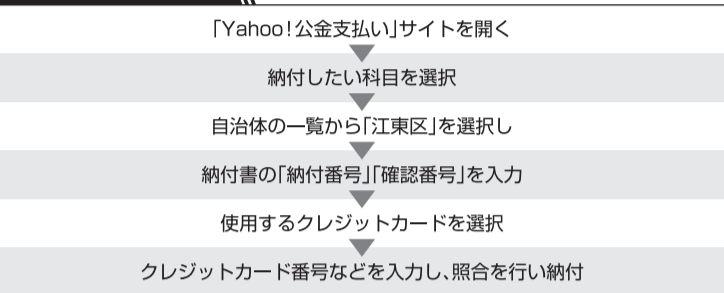 「Yahoo!公金支払い」サイトを開く
納付したい科目を選択
自治体の一覧から「江東区」を選択し
納付書の「納付番号」「確認番号」を入力
使用するクレジットカードを選択
クレジットカード番号などを入力し、照合を行い納付